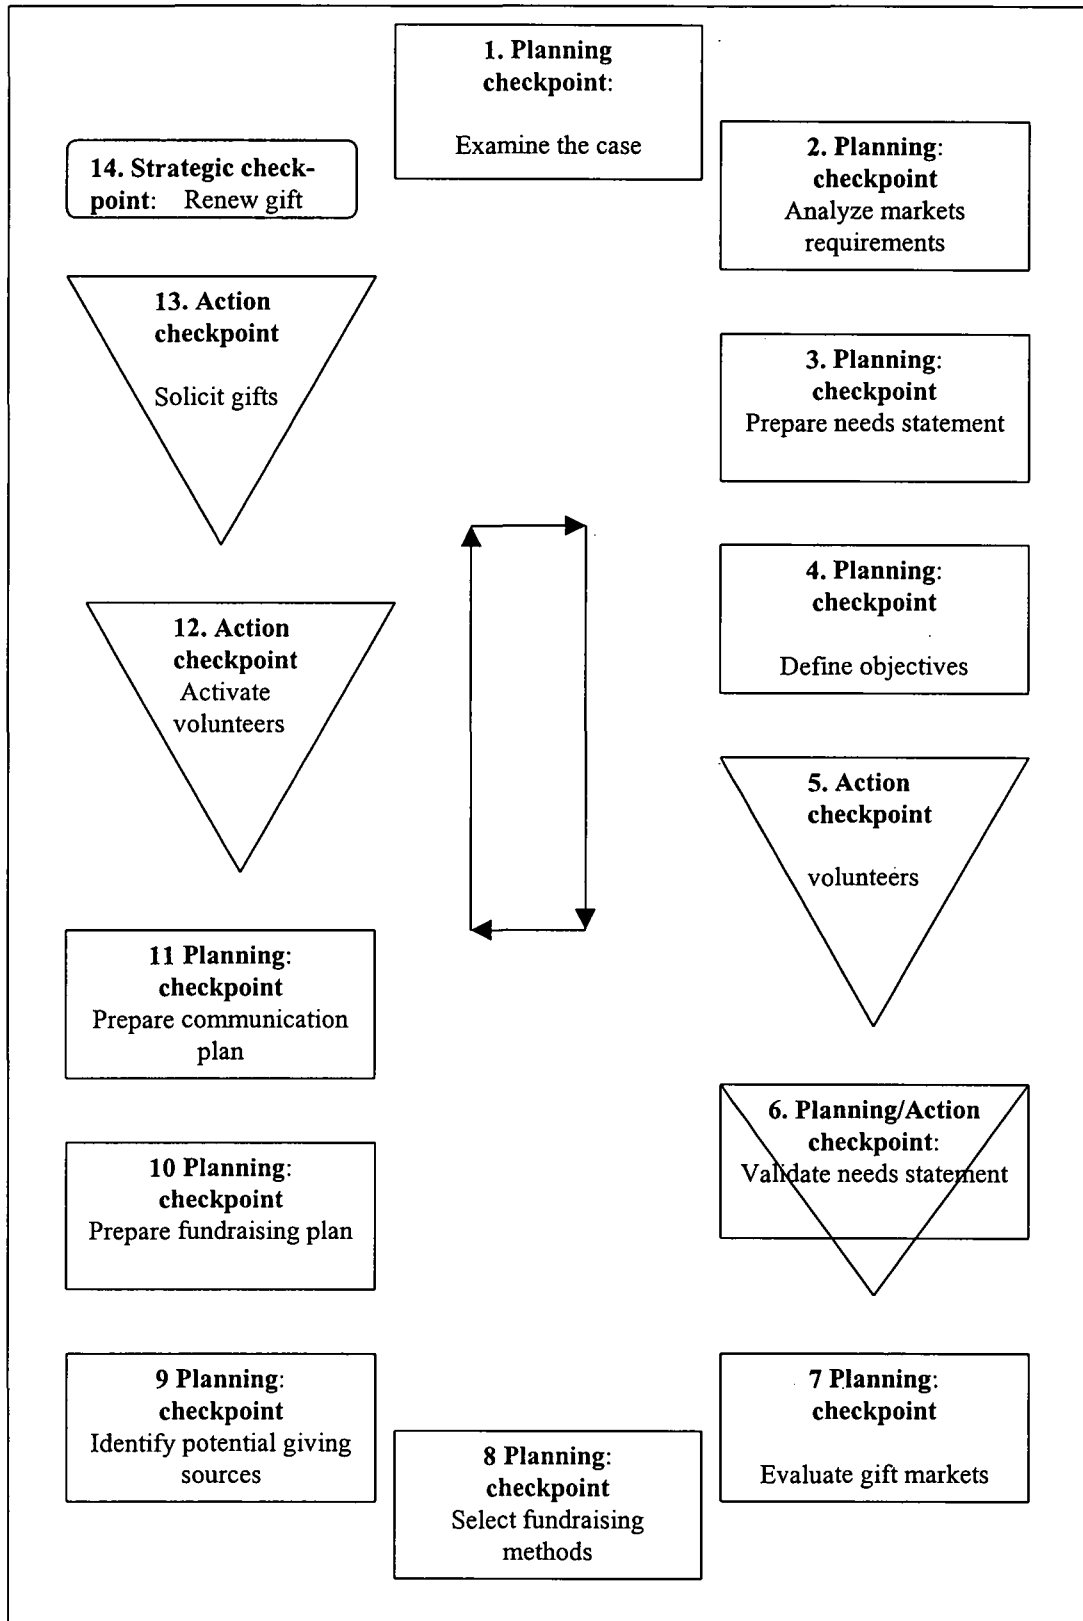 1. Planning
checkpoint:
Examine the case
2. Planning:
checkpoint
Analyze markets
requirements
3. Planning:
checkpoint
Prepare needs statement
4. Planning:
checkpoint
Define objectives
5. Action
checkpoint
volunteers
6. Planning/Action
checkpoint:
Validate needs statement
7 Planning:
checkpoint
Evaluate gift markets
8 Planning:
checkpoint
Select fundraising
methods
9 Planning:
checkpoint
Identify potential giving
sources
10 Planning:
checkpoint
Prepare fundraising plan
11 Planning:
checkpoint
Prepare communication
plan
12. Action
checkpoint
Activate
volunteers
13. Action
checkpoint
Solicit gifts
14. Strategic check-
point: Renew gift